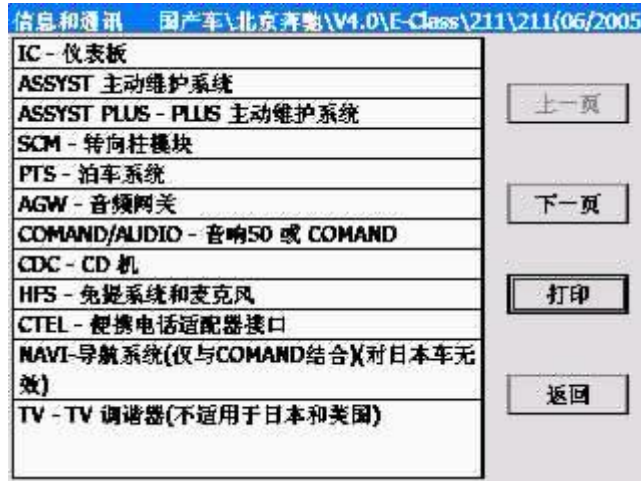 信息和通讯 国产车\北京奔驰\V4.0\E-Class\211\211(06/2005
IC - 仪表板
ASSYST 主动维护系统
ASSYST PLUS - PLUS 主动维护系统
SCM - 转向柱模块
PTS - 泊车系统
AGW - 音频网关
COMAND/AUDIO - 音响50 或 COMAND
CDC - CD 机
HFS - 免提系统和麦克风
CTEL - 便携电话适配器接口
NAVI-导航系统(仅与COMAND结合)(对日本车无
效)
TV - TV 调谐器(不适用于日本和美国)
上一页
下一页
打印
返回